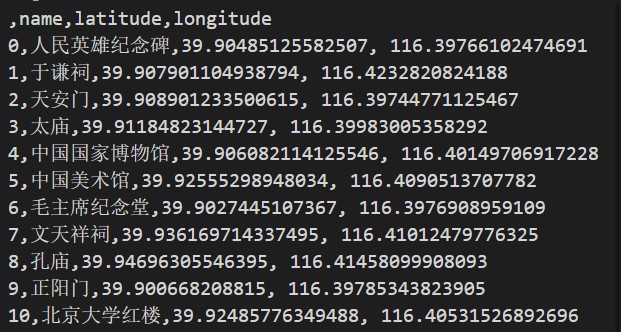 ,name,latitude,longitude
0,人民英雄纪念碑,39.90485125582507, 116.39766102474691
1,于谦祠,39.907901104938794, 116.4232820824188
2,天安门,39.908901233500615, 116.39744771125467
3,太庙,39.91184823144727, 116.39983005358292
4,中国国家博物馆,39.906082114125546, 116.40149706917228
5,中国美术馆,39.92555298948034, 116.4090513707782
6,毛主席纪念堂,39.9027445107367, 116.3976908959109
7,文天祥祠,39.936169714337495, 116.41012479776325
8,孔庙,39.94696305546395, 116.41458099908093
9,正阳门,39.900668208815, 116.39785343823905
10,北京大学红楼,39.92485776349488, 116.40531526892696